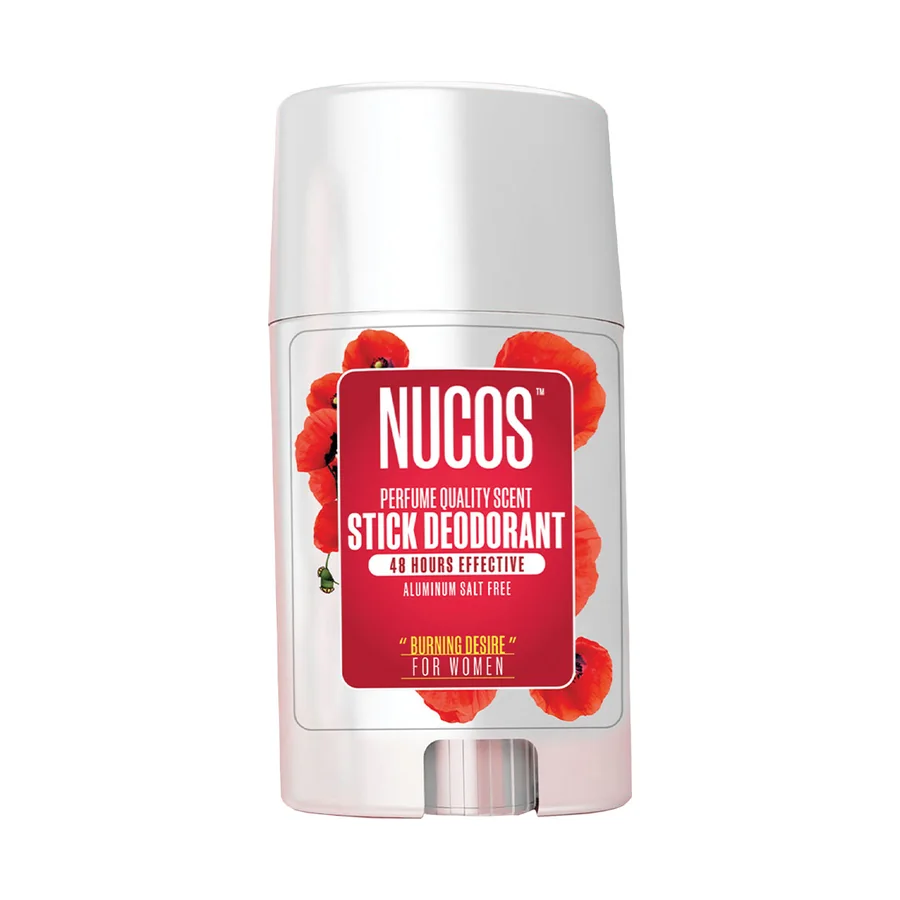 NUCOS™
PERFUME QUALITY SCENT
STICK DEODORANT
48 HOURS EFFECTIVE
ALUMINUM SALT FREE
“ BURNING DESIRE ”
FOR WOMEN